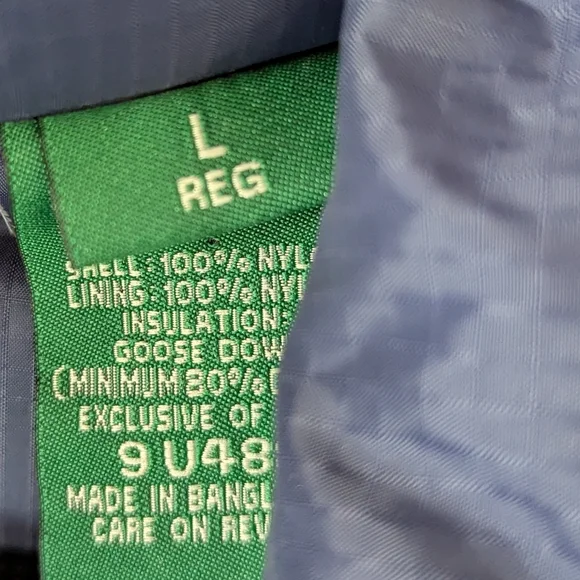 L
REG
SHELL: 100% NYL
LINING: 100% NYL
INSULATION:
GOOSE DOW
(MINIMUM 80%
EXCLUSIVE OF
9U48
MADE IN BANGL
CARE ON REV